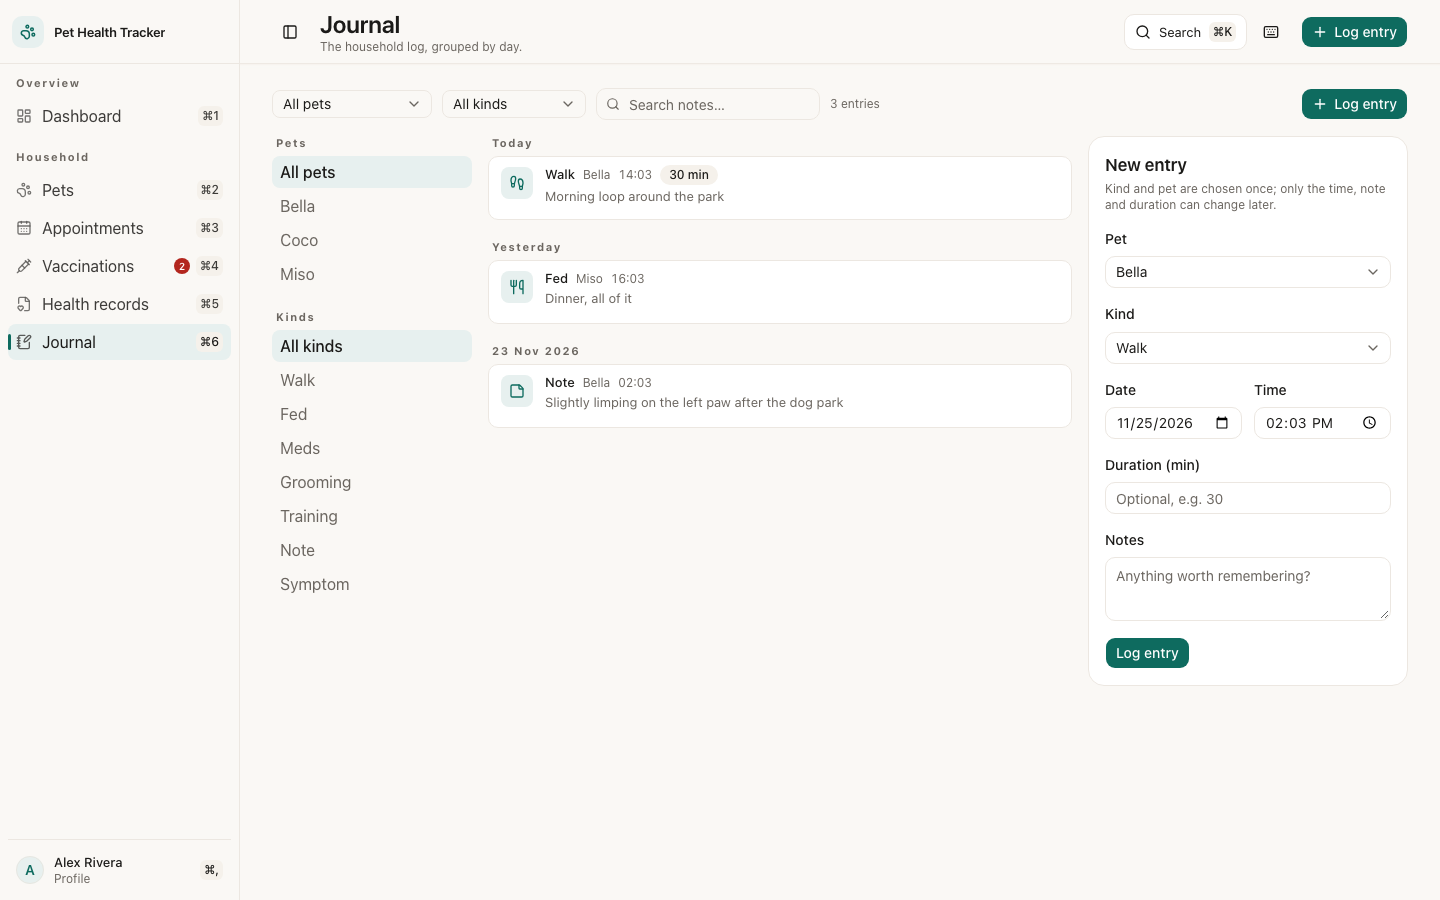 Pet Health Tracker
Overview
Dashboard ⌘1
Household
Pets ⌘2
Appointments ⌘3
Vaccinations 2 ⌘4
Health records ⌘5
Journal ⌘6
A
Alex Rivera
Profile
⌘,
Journal
The household log, grouped by day.
Search ⌘K
Log entry
All pets
All kinds
Search notes...
3 entries
Log entry
Pets
All pets
Bella
Coco
Miso
Kinds
All kinds
Walk
Fed
Meds
Grooming
Training
Note
Symptom
Today
Walk Bella 14:03 30 min
Morning loop around the park
Yesterday
Fed Miso 16:03
Dinner, all of it
23 Nov 2026
Note Bella 02:03
Slightly limping on the left paw after the dog park
New entry
Kind and pet are chosen once; only the time, note
and duration can change later.
Pet
Bella
Kind
Walk
Date Time
11/25/2026 02:03 PM
Duration (min)
Optional, e.g. 30
Notes
Anything worth remembering?
Log entry